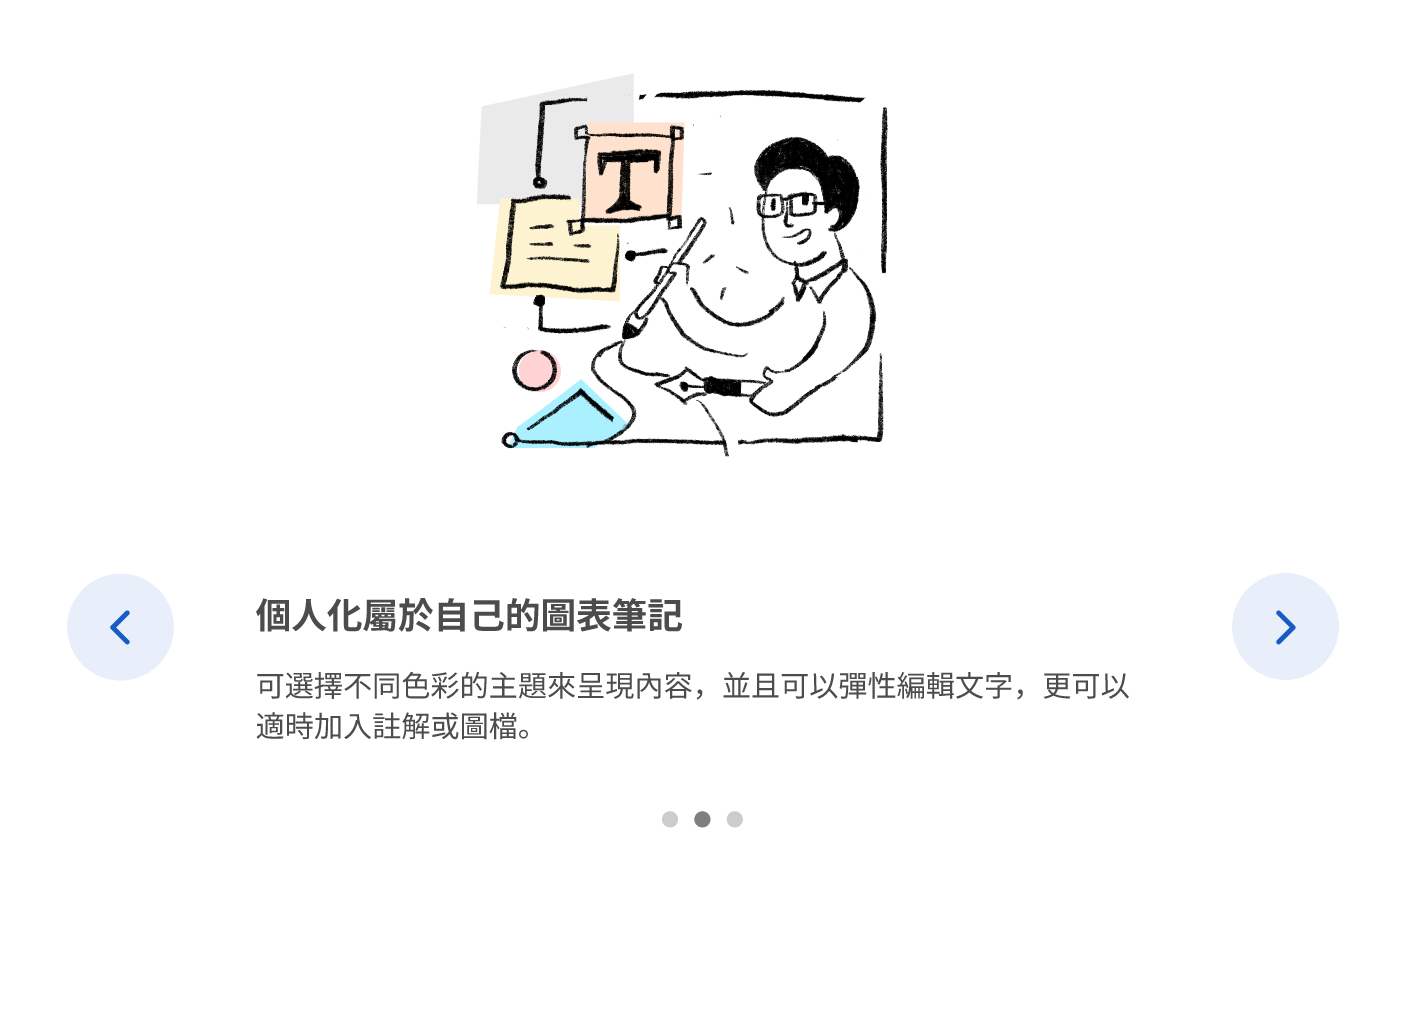 T
個人化屬於自己的圖表筆記
可選擇不同色彩的主題來呈現內容，並且可以彈性編輯文字，更可以
適時加入註解或圖檔。